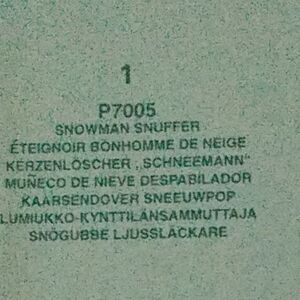 1
P7005
SNOWMAN SNUFFER
ÉTEIGNOIR BONHOMME DE NEIGE
KERZENLÖSCHER „SCHNEEMANN"
MUÑECO DE NIEVE DESPABILADOR
KAARSENDOVER SNEEUWPOP
LUMIUKKO-KYNTTILÄNSAMMUTTAJA
SNÖGUBBE LJUSSLÄCKARE